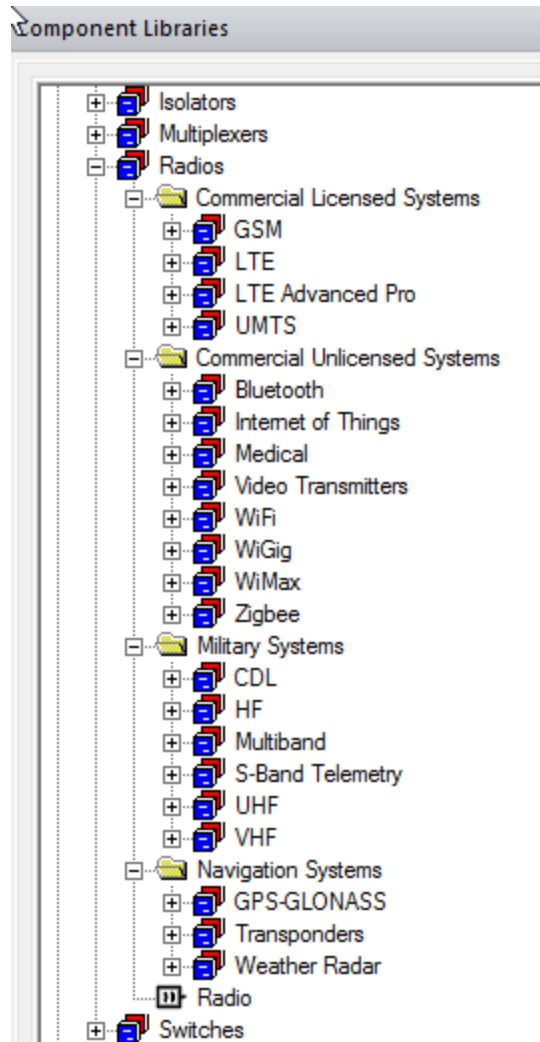 Component Libraries
Isolators
Multiplexers
Radios
Commercial Licensed Systems
GSM
LTE
LTE Advanced Pro
UMTS
Commercial Unlicensed Systems
Bluetooth
Internet of Things
Medical
Video Transmitters
WiFi
WiGig
WiMax
Zigbee
Military Systems
CDL
HF
Multiband
S-Band Telemetry
UHF
VHF
Navigation Systems
GPS-GLONASS
Transponders
Weather Radar
Radio
Switches